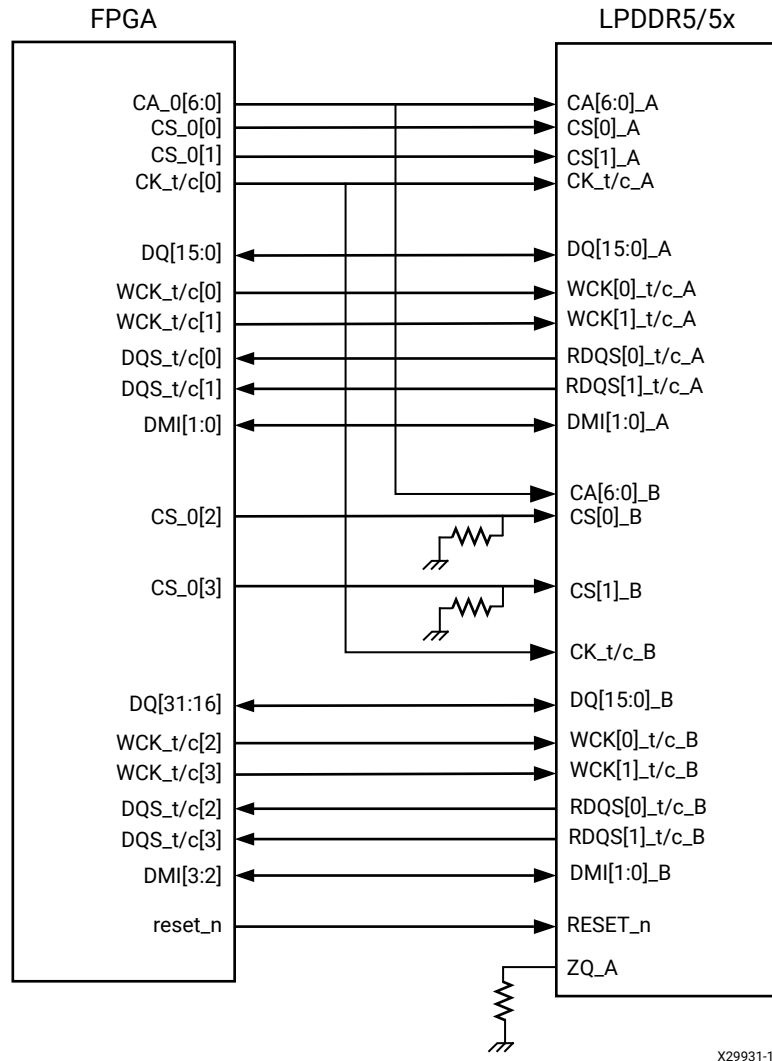 FPGA LPDDR5/5x
CA_0[6:0] CA[6:0]_A
CS_0[0] CS[0]_A
CS_0[1] CS[1]_A
CK_t/c[0] CK_t/c_A
DQ[15:0] DQ[15:0]_A
WCK_t/c[0] WCK[0]_t/c_A
WCK_t/c[1] WCK[1]_t/c_A
DQS_t/c[0] RDQS[0]_t/c_A
DQS_t/c[1] RDQS[1]_t/c_A
DMI[1:0] DMI[1:0]_A
CA[6:0]_B
CS_0[2] CS[0]_B
CS_0[3] CS[1]_B
CK_t/c_B
DQ[31:16] DQ[15:0]_B
WCK_t/c[2] WCK[0]_t/c_B
WCK_t/c[3] WCK[1]_t/c_B
DQS_t/c[2] RDQS[0]_t/c_B
DQS_t/c[3] RDQS[1]_t/c_B
DMI[3:2] DMI[1:0]_B
reset_n RESET_n
ZQ_A